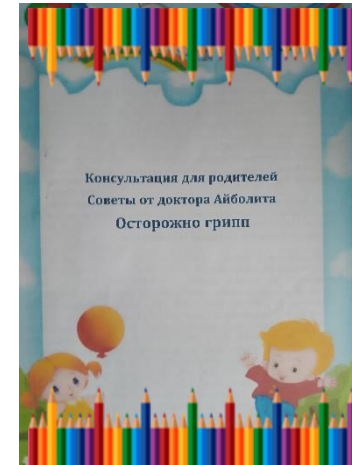 Консультация для родителей
Советы от доктора Айболита
Осторожно грипп